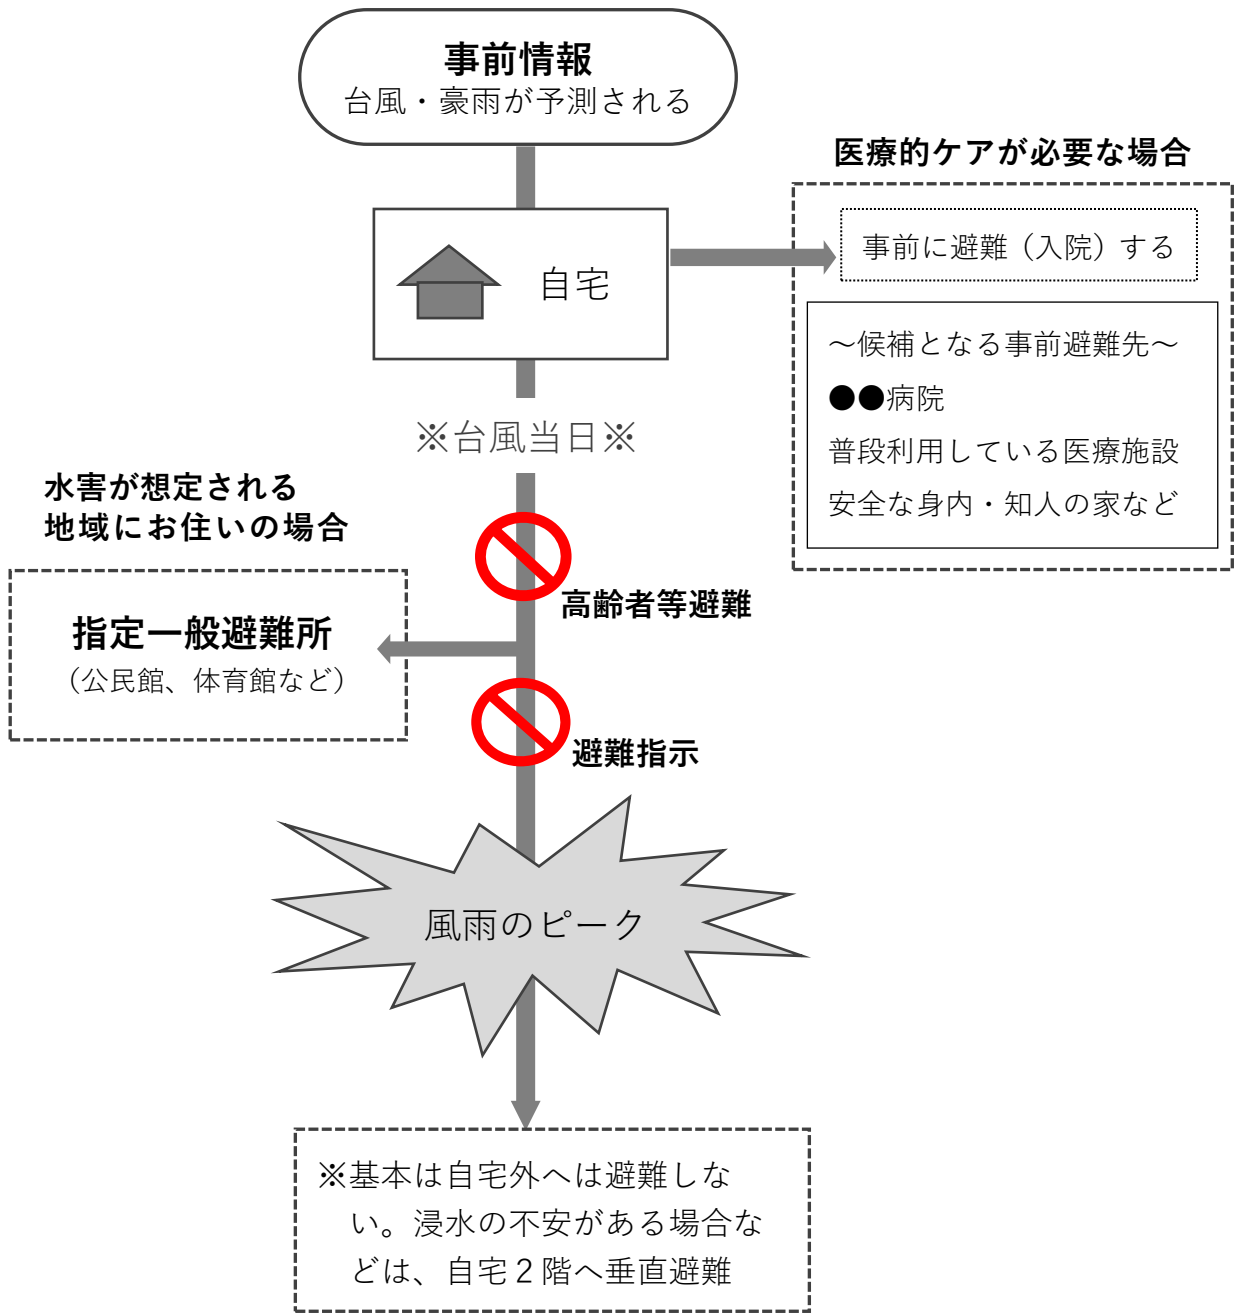 事前情報
台風・豪雨が予測される
医療的ケアが必要な場合
事前に避難（入院）する
自宅
～候補となる事前避難先～
●●病院
普段利用している医療施設
安全な身内・知人の家など
※台風当日※
水害が想定される
地域にお住いの場合
高齢者等避難
指定一般避難所
（公民館、体育館など）
避難指示
風雨のピーク
※基本は自宅外へは避難しな
い。浸水の不安がある場合な
どは、自宅２階へ垂直避難